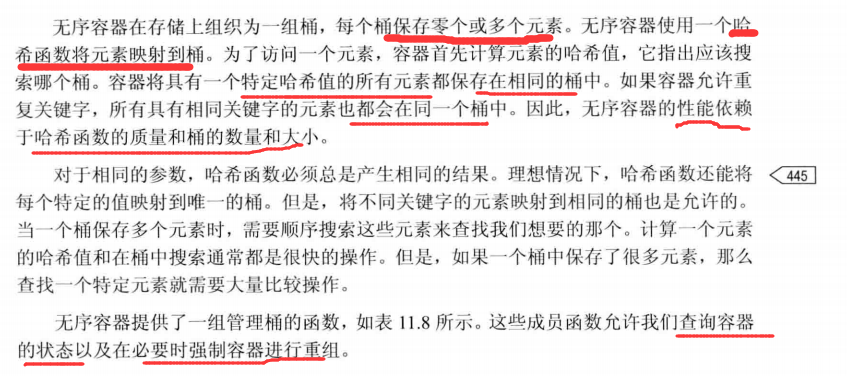 无序容器在存储上组织为一组桶，每个桶保存零个或多个元素。无序容器使用一个哈
希函数将元素映射到桶。为了访问一个元素，容器首先计算元素的哈希值，它指出应该搜
索哪个桶。容器将具有一个特定哈希值的所有元素都保存在相同的桶中。如果容器允许重
复关键字，所有具有相同关键字的元素也都会在同一个桶中。因此，无序容器的性能依赖
于哈希函数的质量和桶的数量和大小。
对于相同的参数，哈希函数必须总是产生相同的结果。理想情况下，哈希函数还能将
445
每个特定的值映射到唯一的桶。但是，将不同关键字的元素映射到相同的桶也是允许的。
当一个桶保存多个元素时，需要顺序搜索这些元素来查找我们想要的那个。计算一个元素
的哈希值和在桶中搜索通常都是很快的操作。但是，如果一个桶中保存了很多元素，那么
查找一个特定元素就需要大量比较操作。
无序容器提供了一组管理桶的函数，如表 11.8 所示。这些成员函数允许我们查询容器
的状态以及在必要时强制容器进行重组。